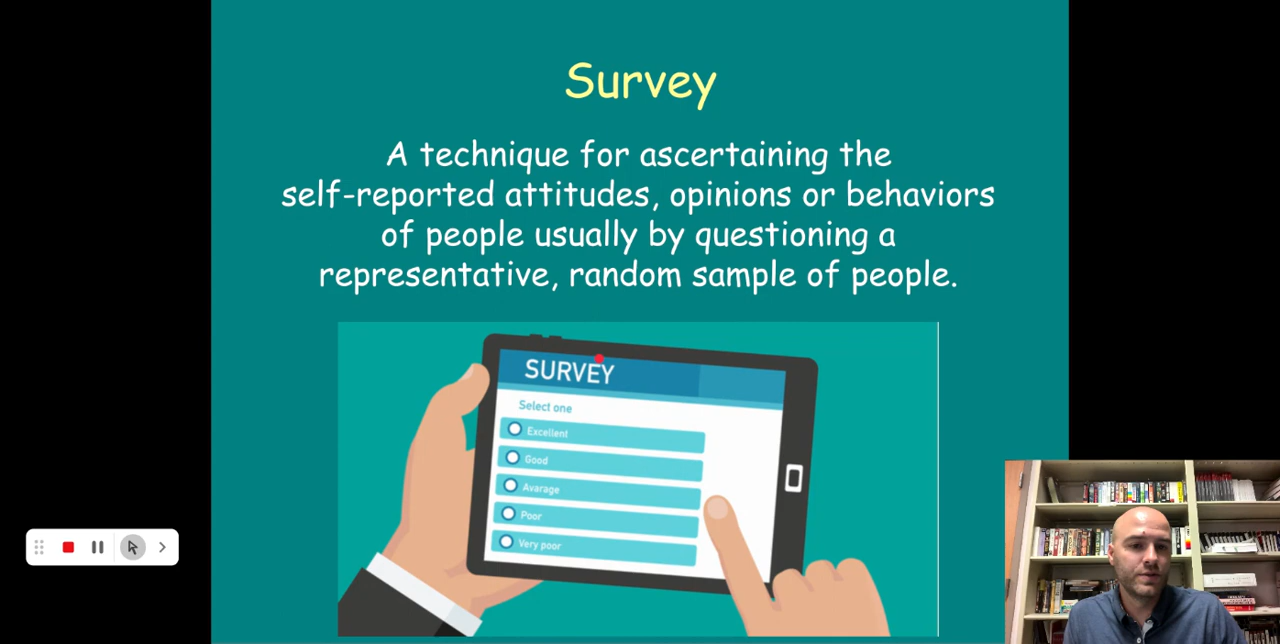 Survey
A technique for ascertaining the
self-reported attitudes, opinions or behaviors
of people usually by questioning a
representative, random sample of people.
SURVEY
Select one
Excellent
Good
Avarage
Poor
Very poor